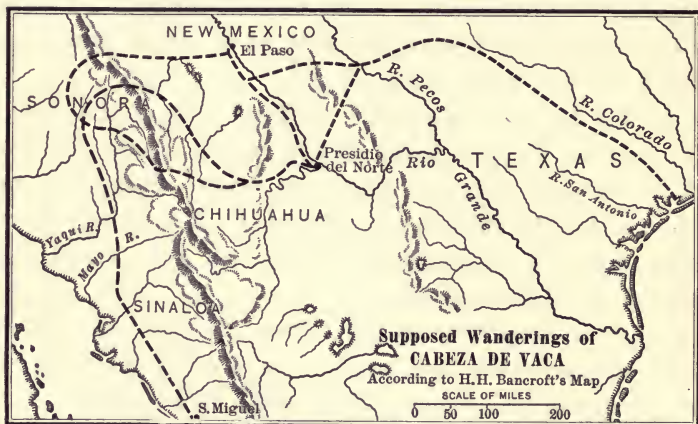 NEW MEXICO
El Paso
SONORA
R. Pecos
R. Colorado
Presidio
del Norte
Rio
Grande
TEXAS
R. San Antonio
CHIHUAHUA
Yaqui R.
Mayo R.
SINALOA
S. Miguel
Supposed Wanderings of
CABEZA DE VACA
According to H.H. Bancroft's Map
SCALE OF MILES
0 50 100 200